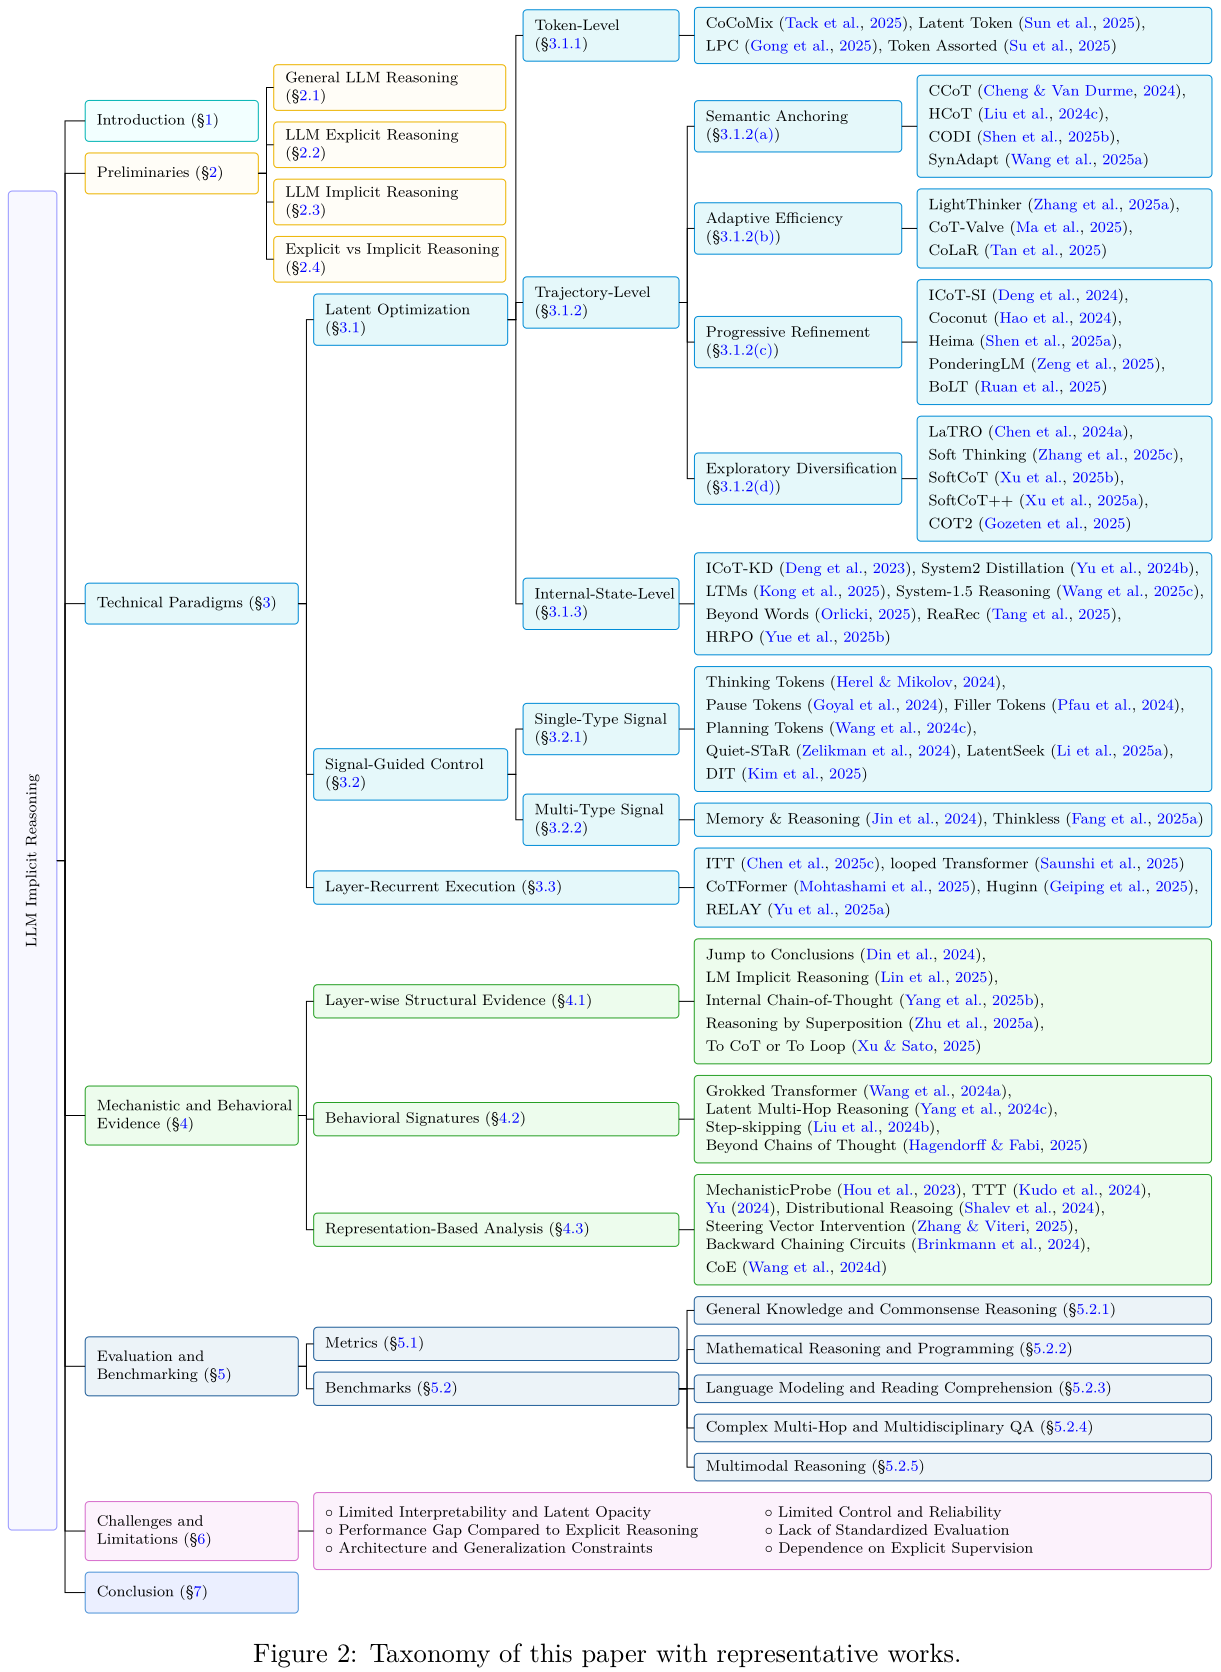 LLM Implicit Reasoning
Introduction (§1)
Preliminaries (§2)
General LLM Reasoning
(§2.1)
LLM Explicit Reasoning
(§2.2)
LLM Implicit Reasoning
(§2.3)
Explicit vs Implicit Reasoning
(§2.4)
Technical Paradigms (§3)
Latent Optimization
(§3.1)
Token-Level
(§3.1.1)
CoCoMix (Tack et al., 2025), Latent Token (Sun et al., 2025),
LPC (Gong et al., 2025), Token Assorted (Su et al., 2025)
Trajectory-Level
(§3.1.2)
Semantic Anchoring
(§3.1.2(a))
CCoT (Cheng & Van Durme, 2024),
HCoT (Liu et al., 2024c),
CODI (Shen et al., 2025b),
SynAdapt (Wang et al., 2025a)
Adaptive Efficiency
(§3.1.2(b))
LightThinker (Zhang et al., 2025a),
CoT-Valve (Ma et al., 2025),
CoLaR (Tan et al., 2025)
Progressive Refinement
(§3.1.2(c))
ICoT-SI (Deng et al., 2024),
Coconut (Hao et al., 2024),
Heima (Shen et al., 2025a),
PonderingLM (Zeng et al., 2025),
BoLT (Ruan et al., 2025)
Exploratory Diversification
(§3.1.2(d))
LaTRO (Chen et al., 2024a),
Soft Thinking (Zhang et al., 2025c),
SoftCoT (Xu et al., 2025b),
SoftCoT++ (Xu et al., 2025a),
COT2 (Gozeten et al., 2025)
Internal-State-Level
(§3.1.3)
ICoT-KD (Deng et al., 2023), System2 Distillation (Yu et al., 2024b),
LTMs (Kong et al., 2025), System-1.5 Reasoning (Wang et al., 2025c),
Beyond Words (Orlicki, 2025), ReaRec (Tang et al., 2025),
HRPO (Yue et al., 2025b)
Signal-Guided Control
(§3.2)
Single-Type Signal
(§3.2.1)
Thinking Tokens (Herel & Mikolov, 2024),
Pause Tokens (Goyal et al., 2024), Filler Tokens (Pfau et al., 2024),
Planning Tokens (Wang et al., 2024c),
Quiet-STaR (Zelikman et al., 2024), LatentSeek (Li et al., 2025a),
DIT (Kim et al., 2025)
Multi-Type Signal
(§3.2.2)
Memory & Reasoning (Jin et al., 2024), Thinkless (Fang et al., 2025a)
Layer-Recurrent Execution (§3.3)
ITT (Chen et al., 2025c), looped Transformer (Saunshi et al., 2025)
CoTFormer (Mohtashami et al., 2025), Huginn (Geiping et al., 2025),
RELAY (Yu et al., 2025a)
Mechanistic and Behavioral
Evidence (§4)
Layer-wise Structural Evidence (§4.1)
Jump to Conclusions (Din et al., 2024),
LM Implicit Reasoning (Lin et al., 2025),
Internal Chain-of-Thought (Yang et al., 2025b),
Reasoning by Superposition (Zhu et al., 2025a),
To CoT or To Loop (Xu & Sato, 2025)
Behavioral Signatures (§4.2)
Grokked Transformer (Wang et al., 2024a),
Latent Multi-Hop Reasoning (Yang et al., 2024c),
Step-skipping (Liu et al., 2024b),
Beyond Chains of Thought (Hagendorff & Fabi, 2025)
Representation-Based Analysis (§4.3)
MechanisticProbe (Hou et al., 2023), TTT (Kudo et al., 2024),
Yu (2024), Distributional Reasoing (Shalev et al., 2024),
Steering Vector Intervention (Zhang & Viteri, 2025),
Backward Chaining Circuits (Brinkmann et al., 2024),
CoE (Wang et al., 2024d)
Evaluation and
Benchmarking (§5)
Metrics (§5.1)
Benchmarks (§5.2)
General Knowledge and Commonsense Reasoning (§5.2.1)
Mathematical Reasoning and Programming (§5.2.2)
Language Modeling and Reading Comprehension (§5.2.3)
Complex Multi-Hop and Multidisciplinary QA (§5.2.4)
Multimodal Reasoning (§5.2.5)
Challenges and
Limitations (§6)
○ Limited Interpretability and Latent Opacity
○ Performance Gap Compared to Explicit Reasoning
○ Architecture and Generalization Constraints
○ Limited Control and Reliability
○ Lack of Standardized Evaluation
○ Dependence on Explicit Supervision
Conclusion (§7)
Figure 2: Taxonomy of this paper with representative works.